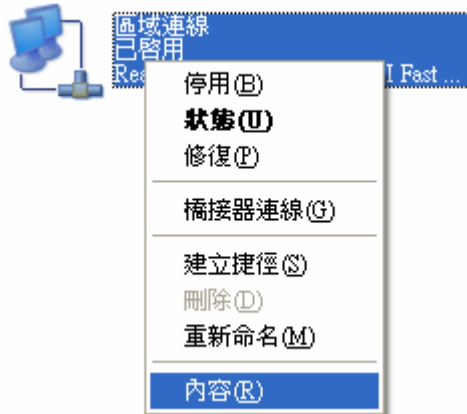 區域連線
已啓用
Rea
I Fast ...
停用(B)
狀態(U)
修復(P)
橋接器連線(G)
建立捷徑(S)
刪除(D)
重新命名(M)
內容(R)